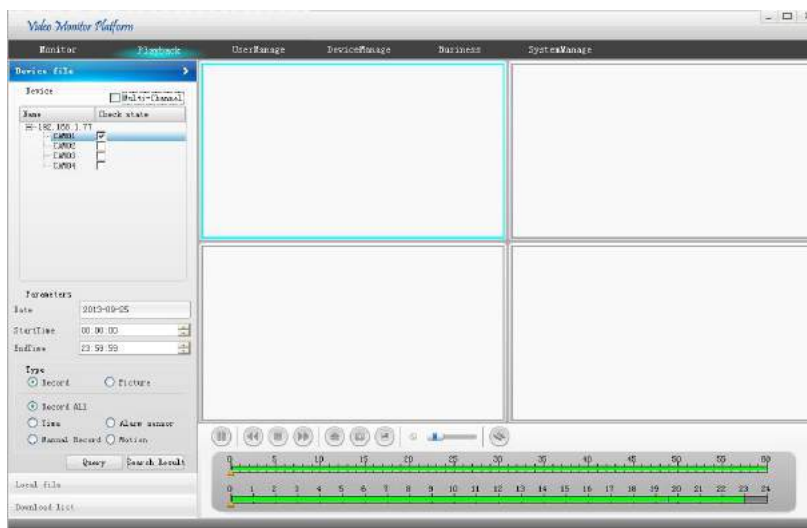 Video Monitor Platform
Monitor Playback UserManage DeviceManage Business SystemManage
Device file
Device
Multi-Channel
Name Check state
192.168.1.77
CAM01
CAM02
CAM03
CAM04
Parameters
Date 2013-09-25
StartTime 00:00:00
EndTime 23:59:59
Type
Record Picture
Record All
Time Alarm sensor
Manual Record Motion
Query Search Result
Local file
Download list
0 5 10 15 20 25 30 35 40 45 50 55 60
0 1 2 3 4 5 6 7 8 9 10 11 12 13 14 15 16 17 18 19 20 21 22 23 24